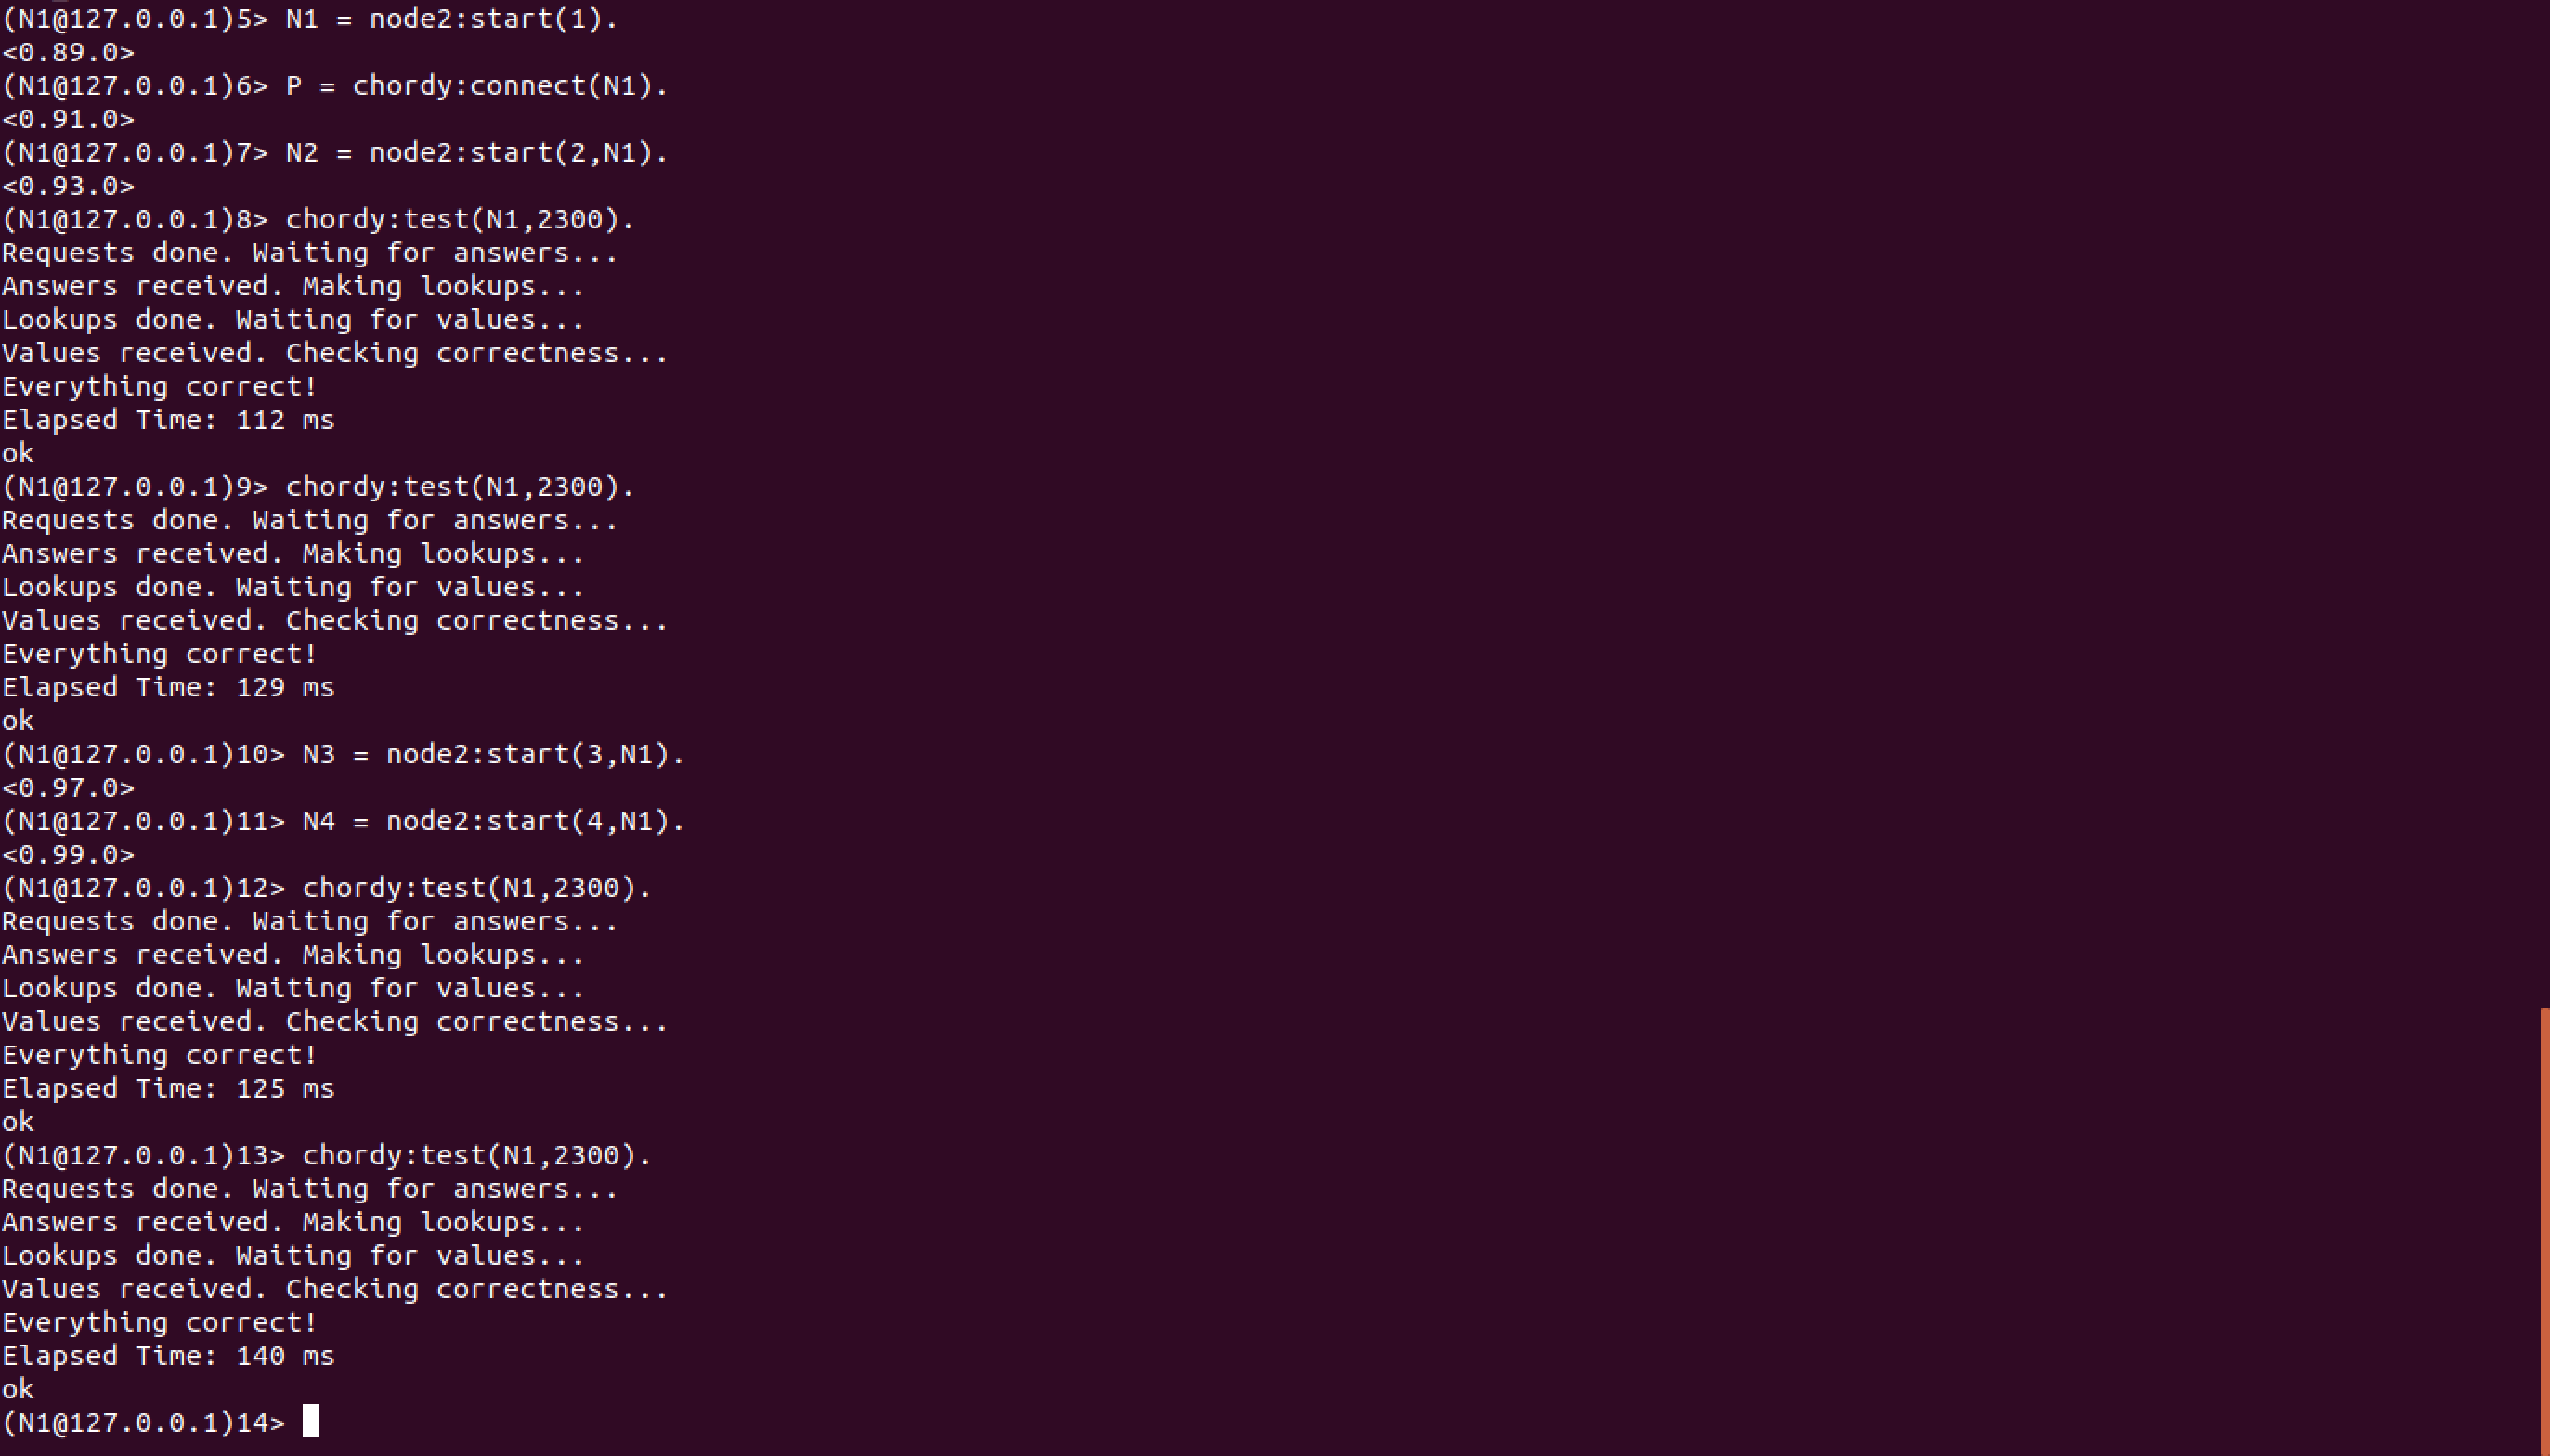 (N1@127.0.0.1)5> N1 = node2:start(1).
<0.89.0>
(N1@127.0.0.1)6> P = chordy:connect(N1).
<0.91.0>
(N1@127.0.0.1)7> N2 = node2:start(2,N1).
<0.93.0>
(N1@127.0.0.1)8> chordy:test(N1,2300).
Requests done. Waiting for answers...
Answers received. Making lookups...
Lookups done. Waiting for values...
Values received. Checking correctness...
Everything correct!
Elapsed Time: 112 ms
ok
(N1@127.0.0.1)9> chordy:test(N1,2300).
Requests done. Waiting for answers...
Answers received. Making lookups...
Lookups done. Waiting for values...
Values received. Checking correctness...
Everything correct!
Elapsed Time: 129 ms
ok
(N1@127.0.0.1)10> N3 = node2:start(3,N1).
<0.97.0>
(N1@127.0.0.1)11> N4 = node2:start(4,N1).
<0.99.0>
(N1@127.0.0.1)12> chordy:test(N1,2300).
Requests done. Waiting for answers...
Answers received. Making lookups...
Lookups done. Waiting for values...
Values received. Checking correctness...
Everything correct!
Elapsed Time: 125 ms
ok
(N1@127.0.0.1)13> chordy:test(N1,2300).
Requests done. Waiting for answers...
Answers received. Making lookups...
Lookups done. Waiting for values...
Values received. Checking correctness...
Everything correct!
Elapsed Time: 140 ms
ok
(N1@127.0.0.1)14>